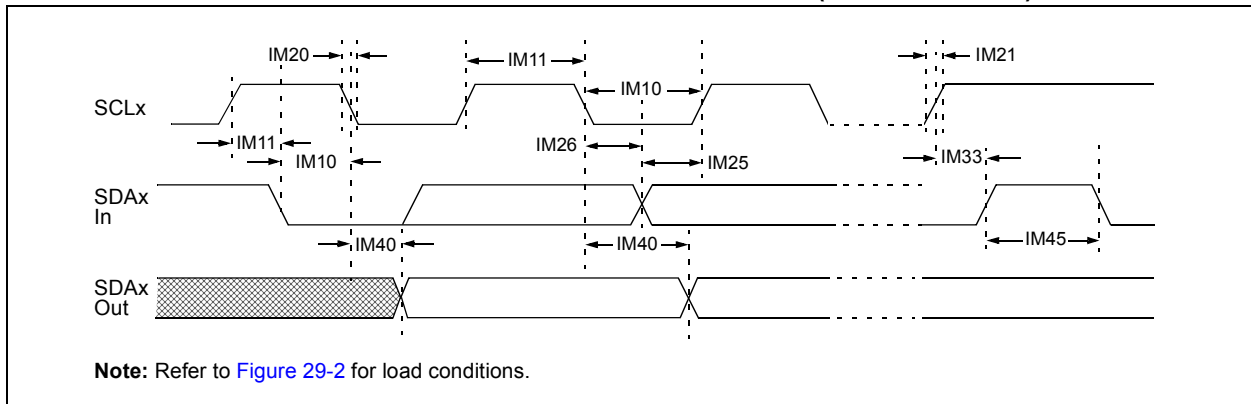 IM20
IM11
IM21
SCLx
IM10
IM11
IM10
IM26
IM25
IM33
SDAx
In
IM40
IM40
IM45
SDAx
Out
Note: Refer to Figure 29-2 for load conditions.